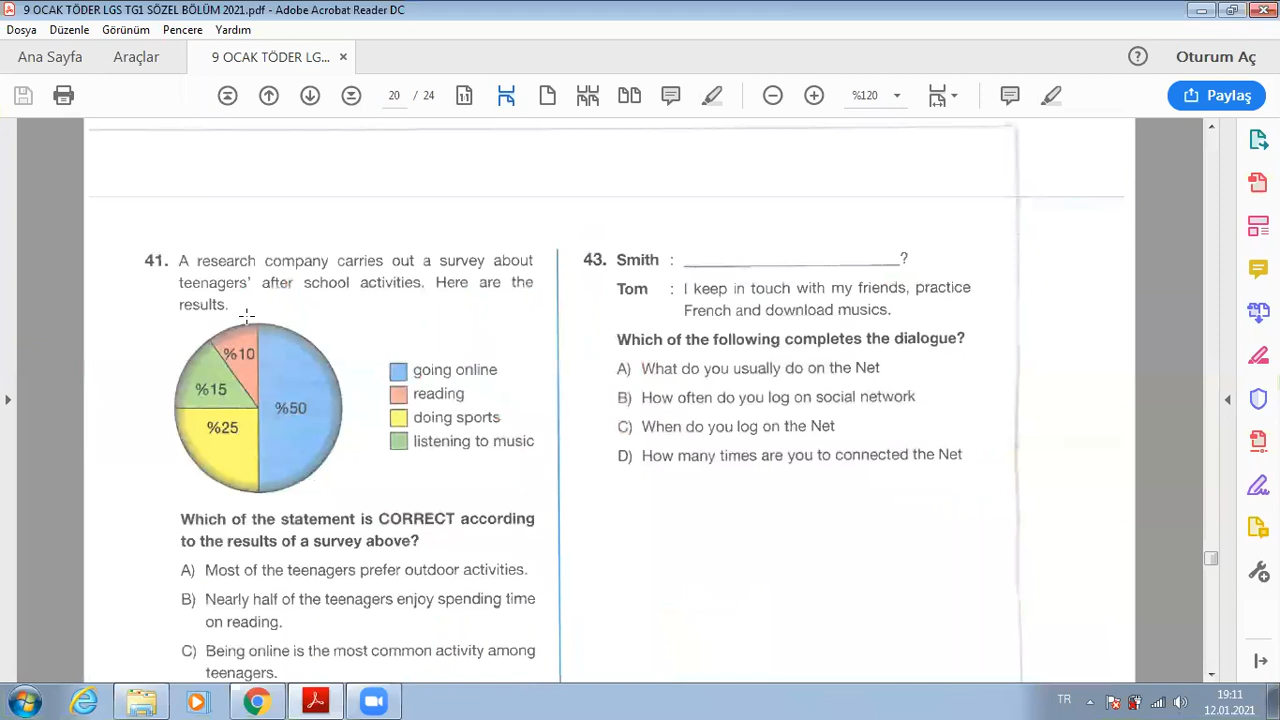 9 OCAK TÖDER LGS TG1 SÖZEL BÖLÜM 2021.pdf - Adobe Acrobat Reader DC
Dosya Düzenle Görünüm Pencere Yardım
Ana Sayfa Araçlar 9 OCAK TÖDER LG... × Oturum Aç
20 / 24 %120 Paylaş
41. A research company carries out a survey about
teenagers' after school activities. Here are the
results.
%10
%15
%50
%25
going online
reading
doing sports
listening to music
Which of the statement is CORRECT according
to the results of a survey above?
A) Most of the teenagers prefer outdoor activities.
B) Nearly half of the teenagers enjoy spending time
on reading.
C) Being online is the most common activity among
teenagers.
43. Smith : ____________________?
Tom : I keep in touch with my friends, practice
French and download musics.
Which of the following completes the dialogue?
A) What do you usually do on the Net
B) How often do you log on social network
C) When do you log on the Net
D) How many times are you to connected the Net
TR 19:11
12.01.2021